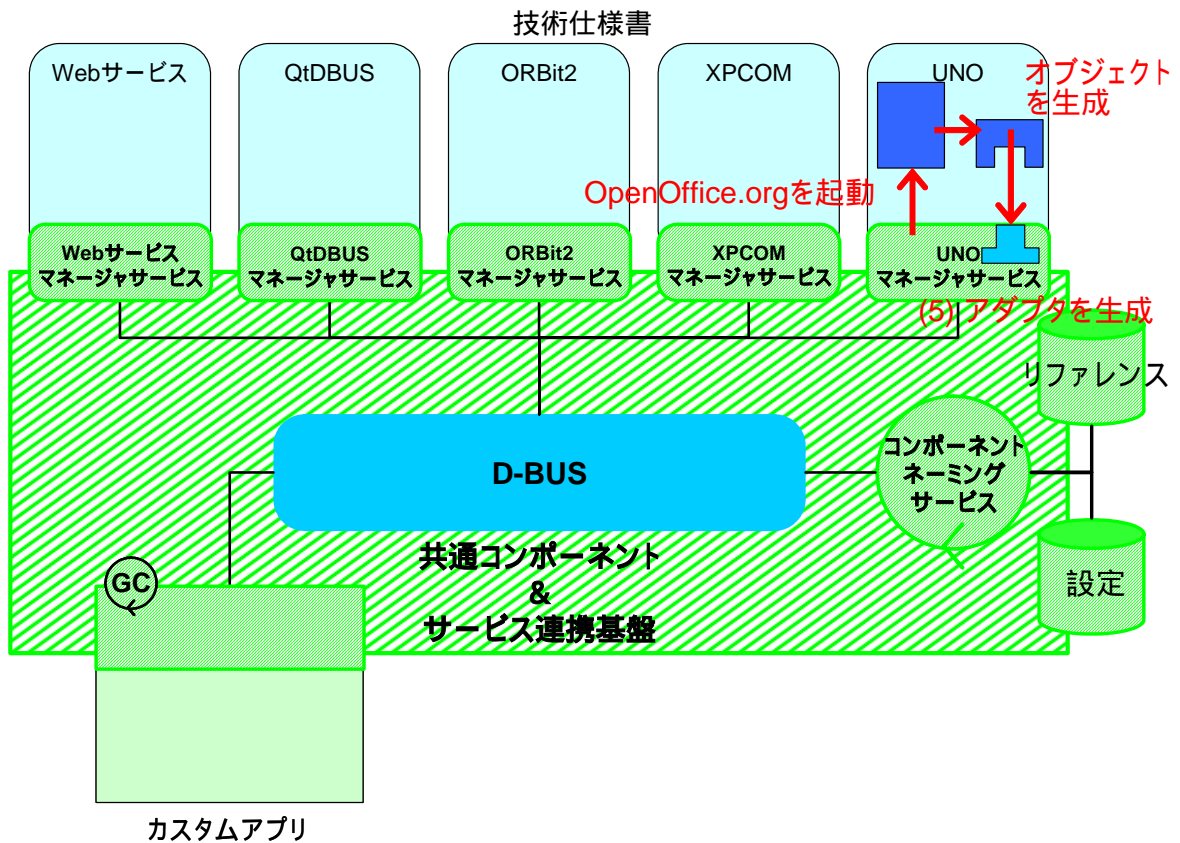 技術仕様書
Webサービス
QtDBUS
ORBit2
XPCOM
UNO
オブジェクト
を生成
OpenOffice.orgを起動
Webサービス
マネージャサービス
QtDBUS
マネージャサービス
ORBit2
マネージャサービス
XPCOM
マネージャサービス
UNO
マネージャサービス
(5) アダプタを生成
リファレンス
コンポーネント
ネーミング
サービス
D-BUS
設定
共通コンポーネント
&
サービス連携基盤
GC
カスタムアプリ